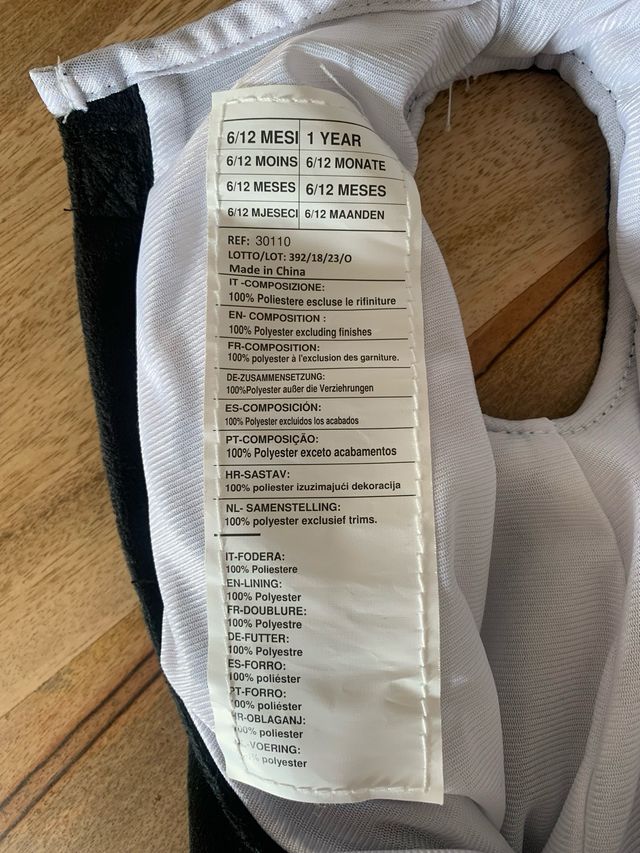 6/12 MESI 1 YEAR
6/12 MOINS 6/12 MONATE
6/12 MESES 6/12 MESES
6/12 MJESECI 6/12 MAANDEN
REF: 30110
LOTTO/LOT: 392/18/23/O
Made in China
IT -COMPOSIZIONE:
100% Poliestere escluse le rifiniture
EN- COMPOSITION :
100% Polyester excluding finishes
FR-COMPOSITION:
100% polyester à l'exclusion des garniture.
DE-ZUSAMMENSETZUNG:
100%Polyester außer die Verziehrungen
ES-COMPOSICIÓN:
100% Polyester excluidos los acabados
PT-COMPOSIÇÃO:
100% Polyester exceto acabamentos
HR-SASTAV:
100% poliester izuzimajući dekoracija
NL- SAMENSTELLING:
100% polyester exclusief trims.
IT-FODERA:
100% Poliestere
EN-LINING:
100% Polyester
FR-DOUBLURE:
100% Polyestre
DE-FUTTER:
100% Polyestre
ES-FORRO:
100% poliéster
PT-FORRO:
100% poliéster
HR-OBLAGANJ:
100% poliester
VOERING:
polyester